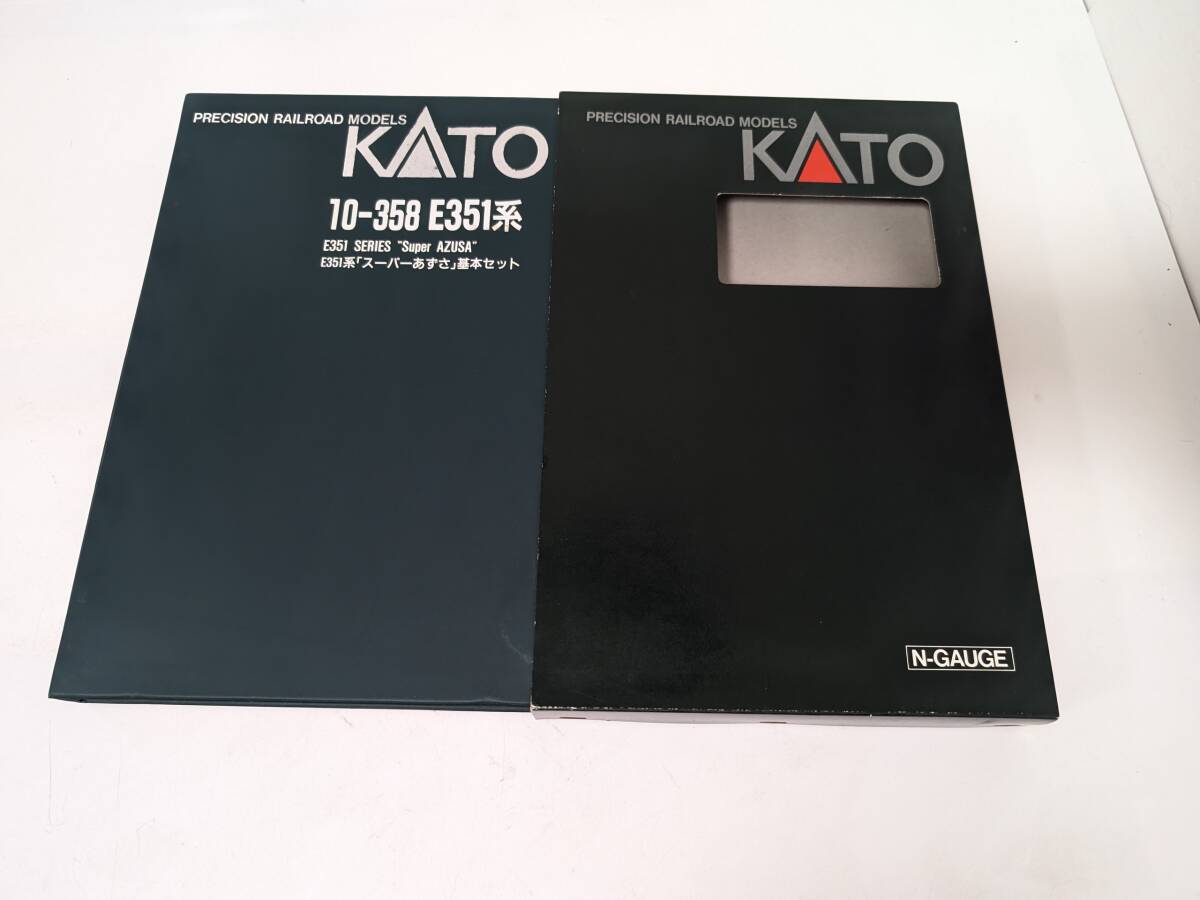 PRECISION RAILROAD MODELS
KATO
10-358 E351系
E351 SERIES "Super AZUSA"
E351系「スーパーあずさ」基本セット
PRECISION RAILROAD MODELS
KATO
N-GAUGE